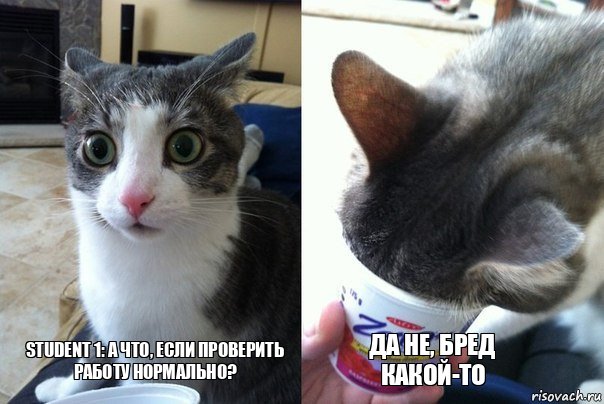 STUDENT 1: А ЧТО, ЕСЛИ ПРОВЕРИТЬ
РАБОТУ НОРМАЛЬНО?
ДА НЕ, БРЕД
КАКОЙ-ТО
risovach.ru